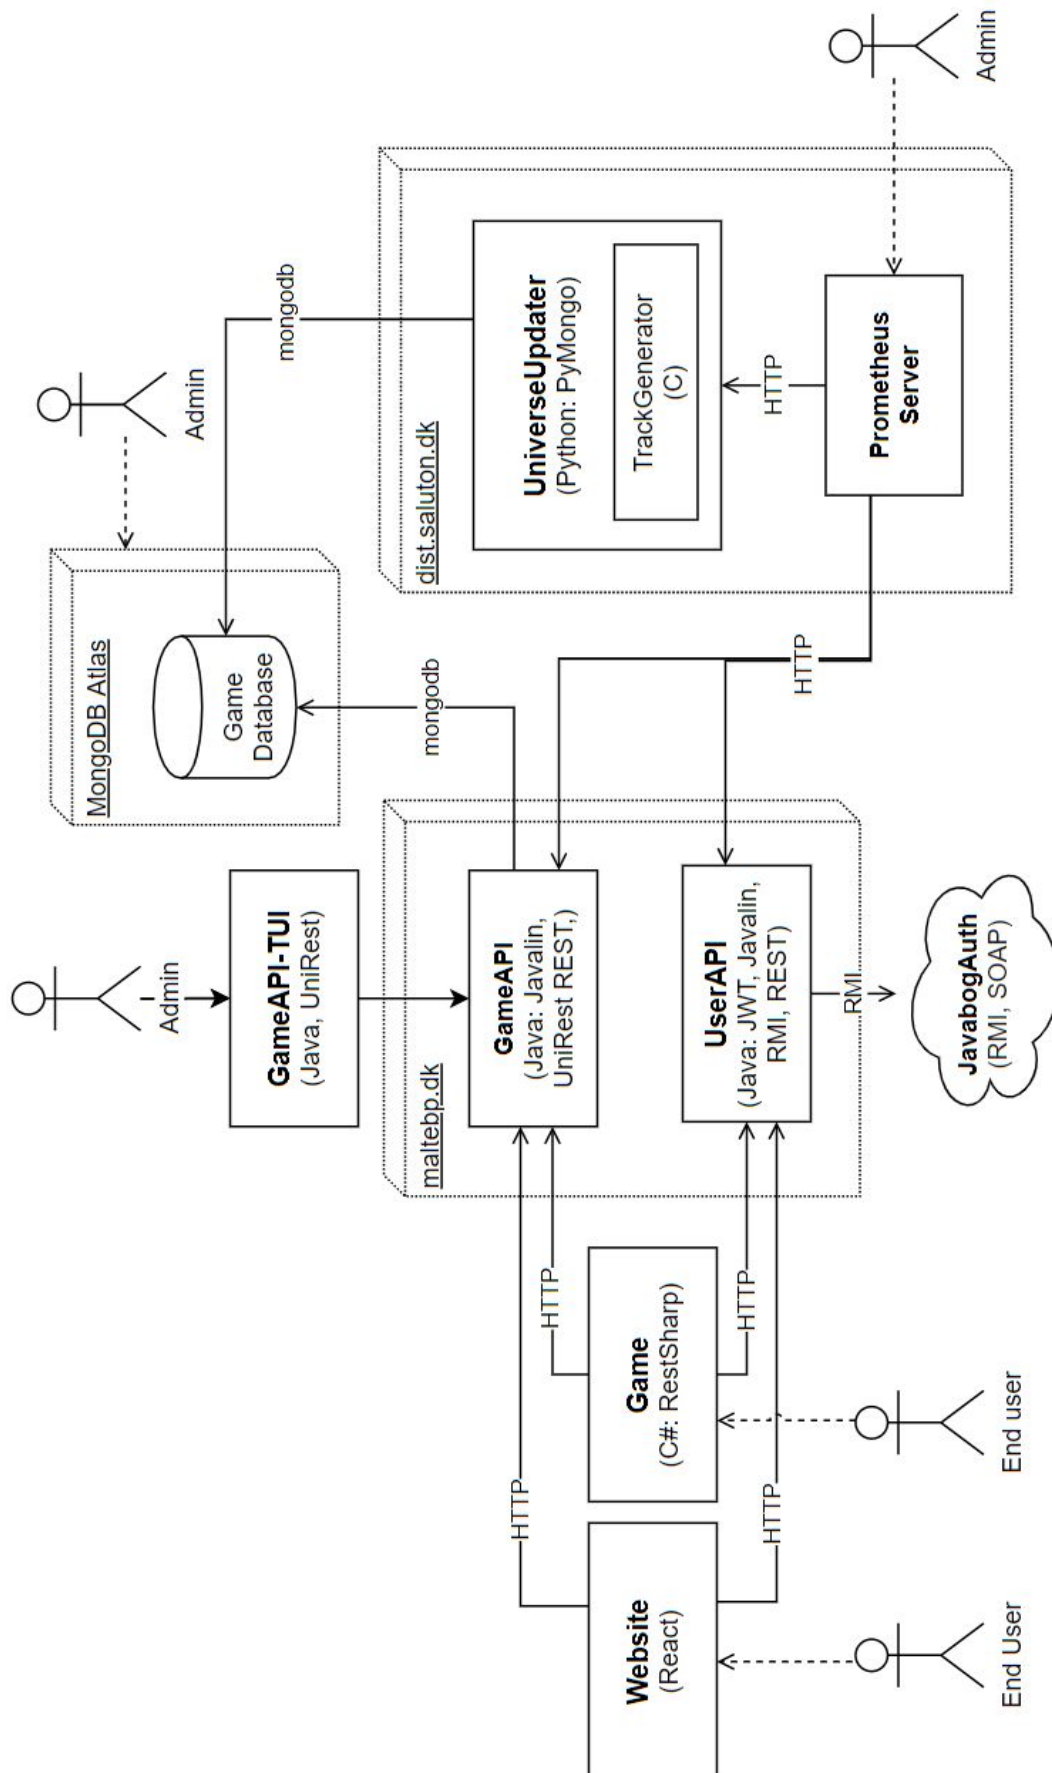 Admin
GameAPI-TUI
(Java, UniRest)
MongoDB Atlas
Game
Database
Admin
mongodb
mongodb
maltebp.dk
GameAPI
(Java: Javalin,
UniRest REST,)
UserAPI
(Java: JWT, Javalin,
RMI, REST)
RMI
JavabogAuth
(RMI, SOAP)
dist.saluton.dk
UniverseUpdater
(Python: PyMongo)
TrackGenerator
(C)
HTTP
Prometheus
Server
Admin
HTTP
HTTP
HTTP
HTTP
HTTP
Website
(React)
Game
(C#: RestSharp)
End User
End user